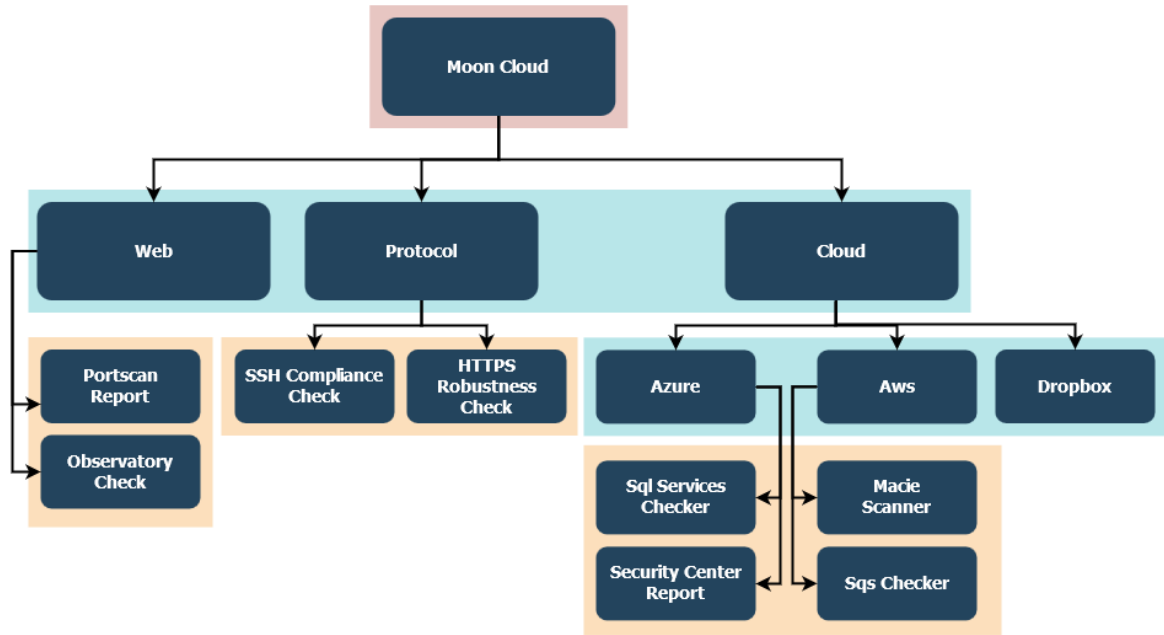 Moon Cloud
Web
Protocol
Cloud
Portscan
Report
Observatory
Check
SSH Compliance
Check
HTTPS
Robustness
Check
Azure
Aws
Dropbox
Sql Services
Checker
Macie
Scanner
Security Center
Report
Sqs Checker